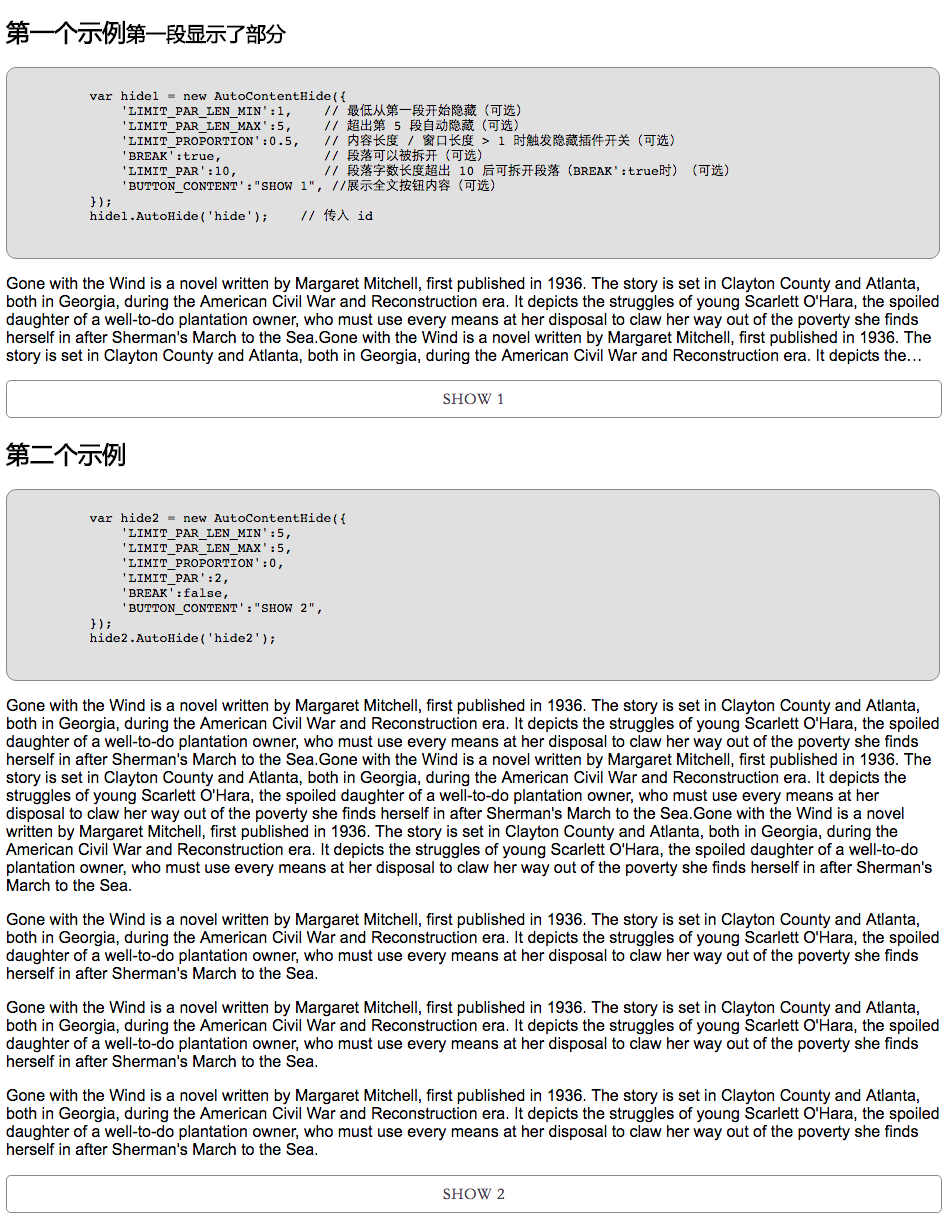 第一个示例第一段显示了部分
var hide1 = new AutoContentHide({
'LIMIT_PAR_LEN_MIN':1,    // 最低从第一段开始隐藏（可选）
'LIMIT_PAR_LEN_MAX':5,    // 超出第 5 段自动隐藏（可选）
'LIMIT_PROPORTION':0.5,   // 内容长度 / 窗口长度 > 1 时触发隐藏插件开关（可选）
'BREAK':true,             // 段落可以被拆开（可选）
'LIMIT_PAR':10,           // 段落字数长度超出 10 后可拆开段落（BREAK':true时）（可选）
'BUTTON_CONTENT':"SHOW 1", //展示全文按钮内容（可选）
});
hide1.AutoHide('hide');    // 传入 id
Gone with the Wind is a novel written by Margaret Mitchell, first published in 1936. The story is set in Clayton County and Atlanta,
both in Georgia, during the American Civil War and Reconstruction era. It depicts the struggles of young Scarlett O'Hara, the spoiled
daughter of a well-to-do plantation owner, who must use every means at her disposal to claw her way out of the poverty she finds
herself in after Sherman's March to the Sea.Gone with the Wind is a novel written by Margaret Mitchell, first published in 1936. The
story is set in Clayton County and Atlanta, both in Georgia, during the American Civil War and Reconstruction era. It depicts the…
SHOW 1
第二个示例
var hide2 = new AutoContentHide({
'LIMIT_PAR_LEN_MIN':5,
'LIMIT_PAR_LEN_MAX':5,
'LIMIT_PROPORTION':0,
'LIMIT_PAR':2,
'BREAK':false,
'BUTTON_CONTENT':"SHOW 2",
});
hide2.AutoHide('hide2');
Gone with the Wind is a novel written by Margaret Mitchell, first published in 1936. The story is set in Clayton County and Atlanta,
both in Georgia, during the American Civil War and Reconstruction era. It depicts the struggles of young Scarlett O'Hara, the spoiled
daughter of a well-to-do plantation owner, who must use every means at her disposal to claw her way out of the poverty she finds
herself in after Sherman's March to the Sea.Gone with the Wind is a novel written by Margaret Mitchell, first published in 1936. The
story is set in Clayton County and Atlanta, both in Georgia, during the American Civil War and Reconstruction era. It depicts the
struggles of young Scarlett O'Hara, the spoiled daughter of a well-to-do plantation owner, who must use every means at her
disposal to claw her way out of the poverty she finds herself in after Sherman's March to the Sea.Gone with the Wind is a novel
written by Margaret Mitchell, first published in 1936. The story is set in Clayton County and Atlanta, both in Georgia, during the
American Civil War and Reconstruction era. It depicts the struggles of young Scarlett O'Hara, the spoiled daughter of a well-to-do
plantation owner, who must use every means at her disposal to claw her way out of the poverty she finds herself in after Sherman's
March to the Sea.
Gone with the Wind is a novel written by Margaret Mitchell, first published in 1936. The story is set in Clayton County and Atlanta,
both in Georgia, during the American Civil War and Reconstruction era. It depicts the struggles of young Scarlett O'Hara, the spoiled
daughter of a well-to-do plantation owner, who must use every means at her disposal to claw her way out of the poverty she finds
herself in after Sherman's March to the Sea.
Gone with the Wind is a novel written by Margaret Mitchell, first published in 1936. The story is set in Clayton County and Atlanta,
both in Georgia, during the American Civil War and Reconstruction era. It depicts the struggles of young Scarlett O'Hara, the spoiled
daughter of a well-to-do plantation owner, who must use every means at her disposal to claw her way out of the poverty she finds
herself in after Sherman's March to the Sea.
Gone with the Wind is a novel written by Margaret Mitchell, first published in 1936. The story is set in Clayton County and Atlanta,
both in Georgia, during the American Civil War and Reconstruction era. It depicts the struggles of young Scarlett O'Hara, the spoiled
daughter of a well-to-do plantation owner, who must use every means at her disposal to claw her way out of the poverty she finds
herself in after Sherman's March to the Sea.
SHOW 2